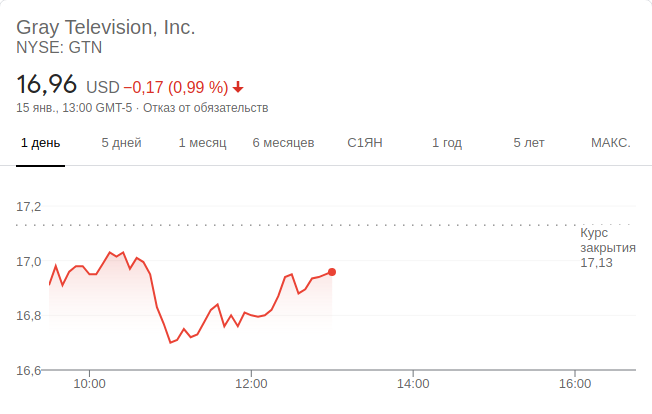 Gray Television, Inc.
NYSE: GTN
16,96 USD −0,17 (0,99 %)
15 янв., 13:00 GMT-5 · Отказ от обязательств
1 день 5 дней 1 месяц 6 месяцев С1ЯН 1 год 5 лет МАКС.
17,2
Курс
закрытия
17,13
17,0
16,8
16,6
10:00 12:00 14:00 16:00